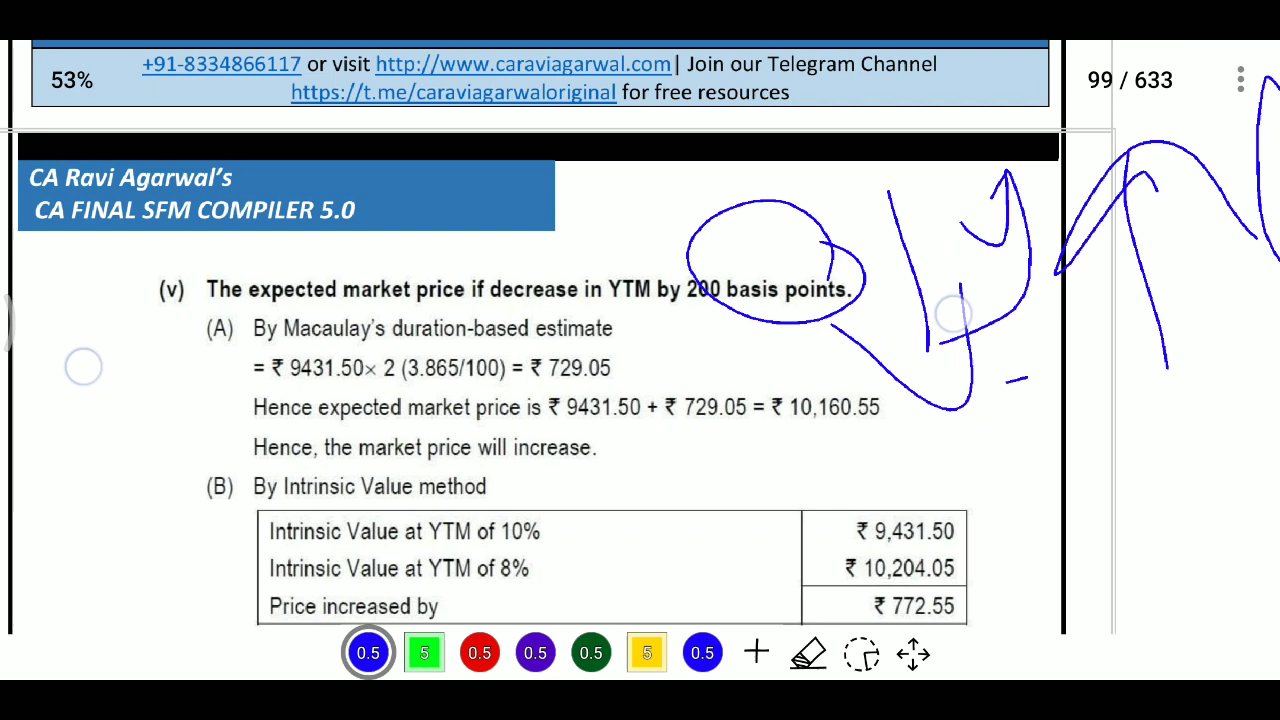 +91-8334866117 or visit http://www.caraviagarwal.com| Join our Telegram Channel
53%
https://t.me/caraviagarwaloriginal for free resources
99 / 633
CA Ravi Agarwal's
CA FINAL SFM COMPILER 5.0
(v) The expected market price if decrease in YTM by 200 basis points.
(A) By Macaulay's duration-based estimate
= ₹ 9431.50× 2 (3.865/100) = ₹ 729.05
Hence expected market price is ₹ 9431.50 + ₹ 729.05 = ₹ 10,160.55
Hence, the market price will increase.
(B) By Intrinsic Value method
Intrinsic Value at YTM of 10% ₹ 9,431.50
Intrinsic Value at YTM of 8% ₹ 10,204.05
Price increased by ₹ 772.55
0.5 5 0.5 0.5 0.5 5 0.5